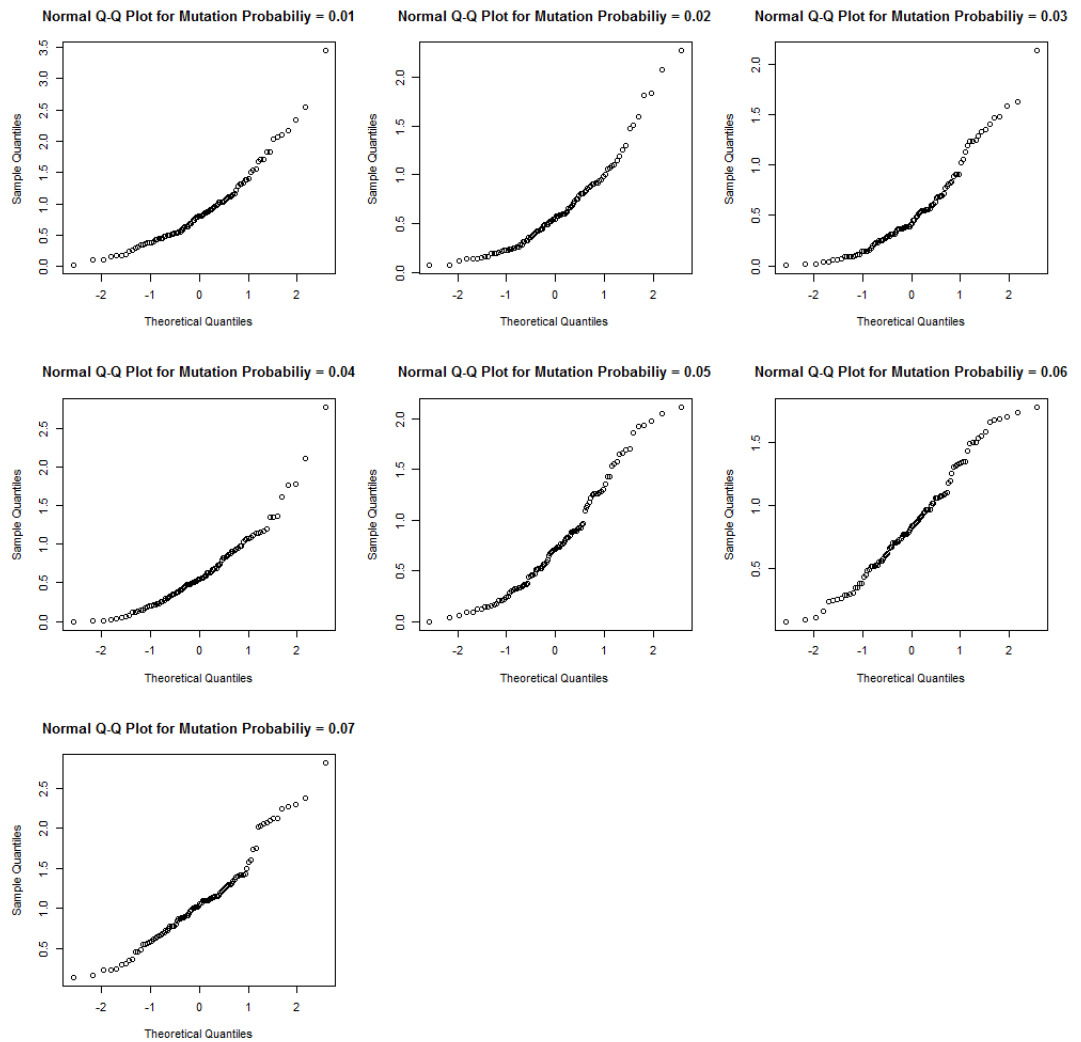 Normal Q-Q Plot for Mutation Probabiliy = 0.01
Sample Quantiles
0.0 0.5 1.0 1.5 2.0 2.5 3.0 3.5
-2 -1 0 1 2
Theoretical Quantiles
Normal Q-Q Plot for Mutation Probabiliy = 0.02
Sample Quantiles
0.0 0.5 1.0 1.5 2.0
-2 -1 0 1 2
Theoretical Quantiles
Normal Q-Q Plot for Mutation Probabiliy = 0.03
Sample Quantiles
0.0 0.5 1.0 1.5 2.0
-2 -1 0 1 2
Theoretical Quantiles
Normal Q-Q Plot for Mutation Probabiliy = 0.04
Sample Quantiles
0.0 0.5 1.0 1.5 2.0 2.5
-2 -1 0 1 2
Theoretical Quantiles
Normal Q-Q Plot for Mutation Probabiliy = 0.05
Sample Quantiles
0.0 0.5 1.0 1.5 2.0
-2 -1 0 1 2
Theoretical Quantiles
Normal Q-Q Plot for Mutation Probabiliy = 0.06
Sample Quantiles
0.5 1.0 1.5
-2 -1 0 1 2
Theoretical Quantiles
Normal Q-Q Plot for Mutation Probabiliy = 0.07
Sample Quantiles
0.5 1.0 1.5 2.0 2.5
-2 -1 0 1 2
Theoretical Quantiles